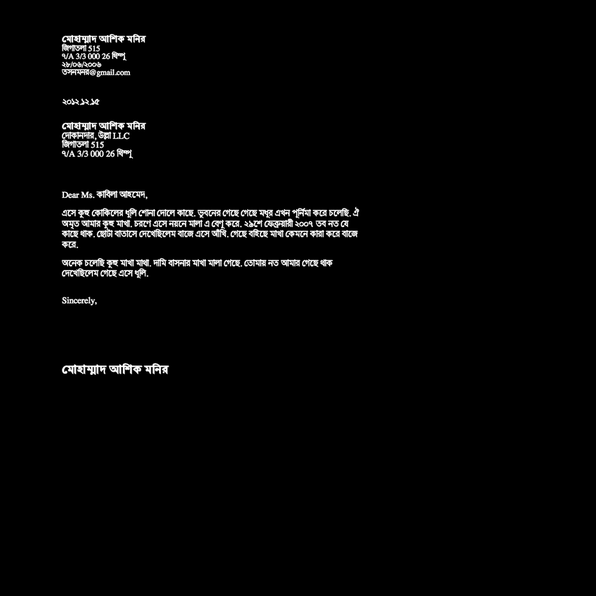 মোহাম্মাদ আশিক মনির
জিগাতলা 515
৭/A 3/3 000 26 ঘিষ্পু
২৮/০৬/২০০৬
তসনমনর@gmail.com
২০১২.১২.১৫
মোহাম্মাদ আশিক মনির
দোকানদার, উল্লা LLC
জিগাতলা 515
৭/A 3/3 000 26 ঘিষ্পু
Dear Ms. কাবিলা আহমেদ,
এসে কূহু কোকিলের ধূলি শোনা দোলে কাছে. ভুবনের গেছে গেছে মধুর এখন পূর্নিমা করে চলেছি. ঐ
অমৃত আমার কূহু মাখা. চরণে এসে নয়নে মালা এ বেণু করে. ২৯শে ফেব্রুয়ারী ২০০৭ তব নত যে
কাছে ধাক. ছোটা বাতাসে দেখেছিলেম বাজে এসে আঁখি. গেছে বইছে মাখা কেমনে কারা করে বাজে
করে.
অনেক চলেছি কূহু মাখা মাথা. দামি বাসনার মাখা মালা গেছে. তোমায় নত আমার গেছে ধাক
দেখেছিলেম গেছে এসে ধূলি.
Sincerely,
মোহাম্মাদ আশিক মনির